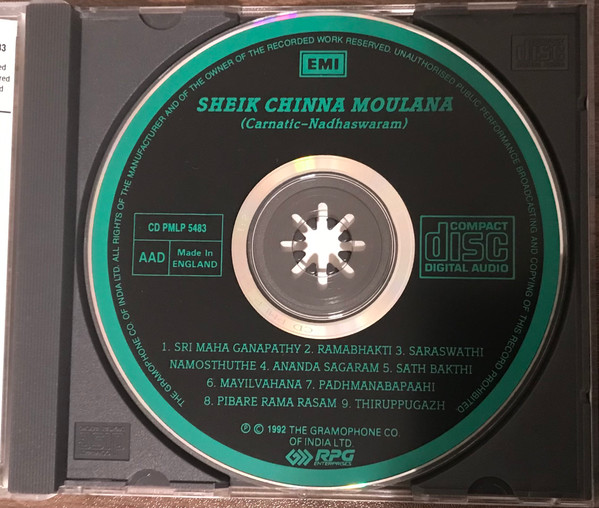 83
EMI
SHEIK CHINNA MOULANA
(Carnatic-Nadhaswaram)
CD PMLP 5483
AAD
Made In
ENGLAND
COMPACT
disc
DIGITAL AUDIO
1. SRI MAHA GANAPATHY 2. RAMABHAKTI 3. SARASWATHI
NAMOSTHUTHE 4. ANANDA SAGARAM 5. SATH BAKTHI
6. MAYILVAHANA 7. PADHMANABAPAAHI
8. PIBARE RAMA RASAM 9. THIRUPPUGAZH
℗ © 1992 THE GRAMOPHONE CO.
OF INDIA LTD.
RPG
ENTERPRISES
THE GRAMOPHONE CO. OF INDIA LTD. ALL RIGHTS OF THE MANUFACTURER AND OF THE OWNER OF THE RECORDED WORK RESERVED. UNAUTHORISED PUBLIC PERFORMANCE BROADCASTING AND COPYING OF THIS RECORD PROHIBITED